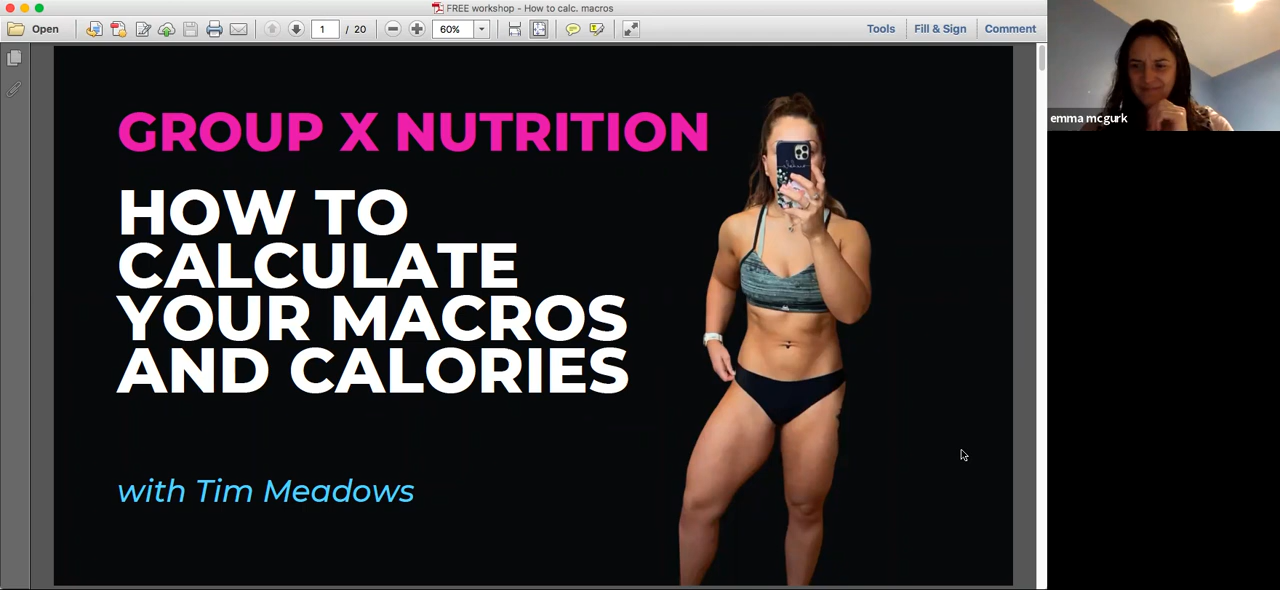 FREE workshop - How to calc. macros
Open
1 / 20
60%
Tools
Fill & Sign
Comment
GROUP X NUTRITION
HOW TO
CALCULATE
YOUR MACROS
AND CALORIES
with Tim Meadows
emma mcgurk